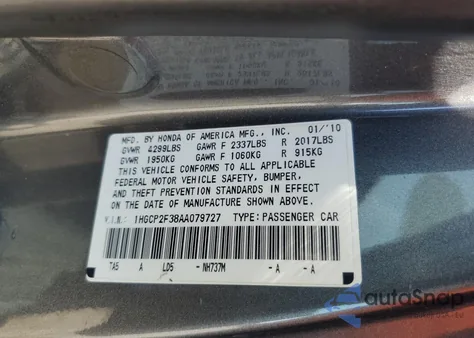 MFD. BY HONDA OF AMERICA MFG., INC. 01/'10
GVWR 4299LBS GAWR F 2337LBS R 2017LBS
GVWR 1950KG GAWR F 1060KG R 915KG
THIS VEHICLE CONFORMS TO ALL APPLICABLE
FEDERAL MOTOR VEHICLE SAFETY, BUMPER,
AND THEFT PREVENTION STANDARDS IN EFFECT
ON THE DATE OF MANUFACTURE SHOWN ABOVE.
V.I.N. 1HGCP2F38AA079727 TYPE: PASSENGER CAR
TA5 A LD5 - NH737M - A - A
autoSnap